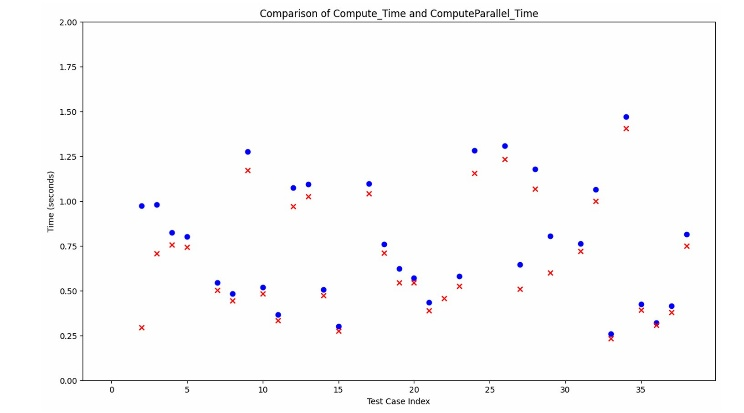 Comparison of Compute_Time and ComputeParallel_Time
2.00
1.75
1.50
1.25
1.00
0.75
0.50
0.25
0.00
Time (seconds)
0 5 10 15 20 25 30 35
Test Case Index